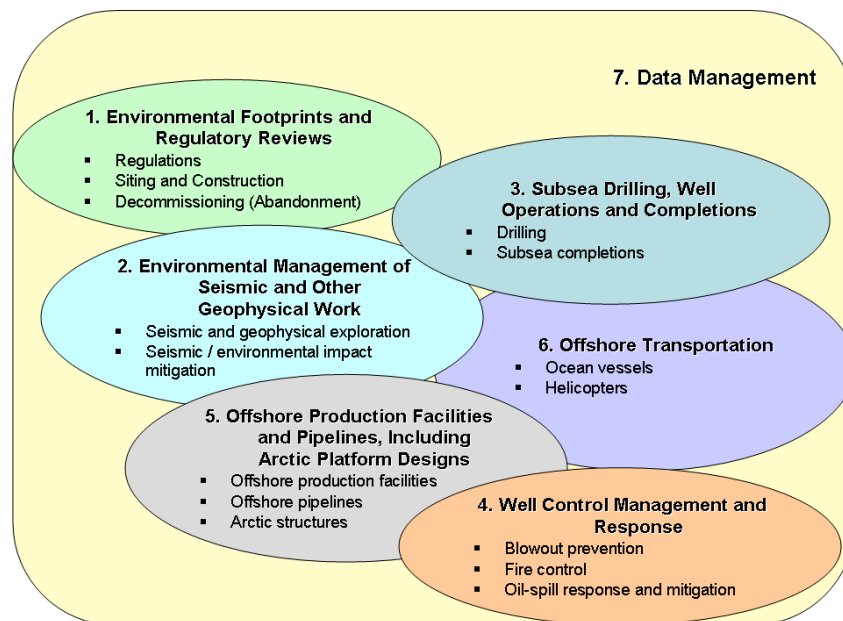 7. Data Management
1. Environmental Footprints and
Regulatory Reviews
▪ Regulations
▪ Siting and Construction
▪ Decommissioning (Abandonment)
3. Subsea Drilling, Well
Operations and Completions
▪ Drilling
▪ Subsea completions
2. Environmental Management of
Seismic and Other
Geophysical Work
▪ Seismic and geophysical exploration
▪ Seismic / environmental impact
mitigation
6. Offshore Transportation
▪ Ocean vessels
▪ Helicopters
5. Offshore Production Facilities
and Pipelines, Including
Arctic Platform Designs
▪ Offshore production facilities
▪ Offshore pipelines
▪ Arctic structures
4. Well Control Management and
Response
▪ Blowout prevention
▪ Fire control
▪ Oil-spill response and mitigation